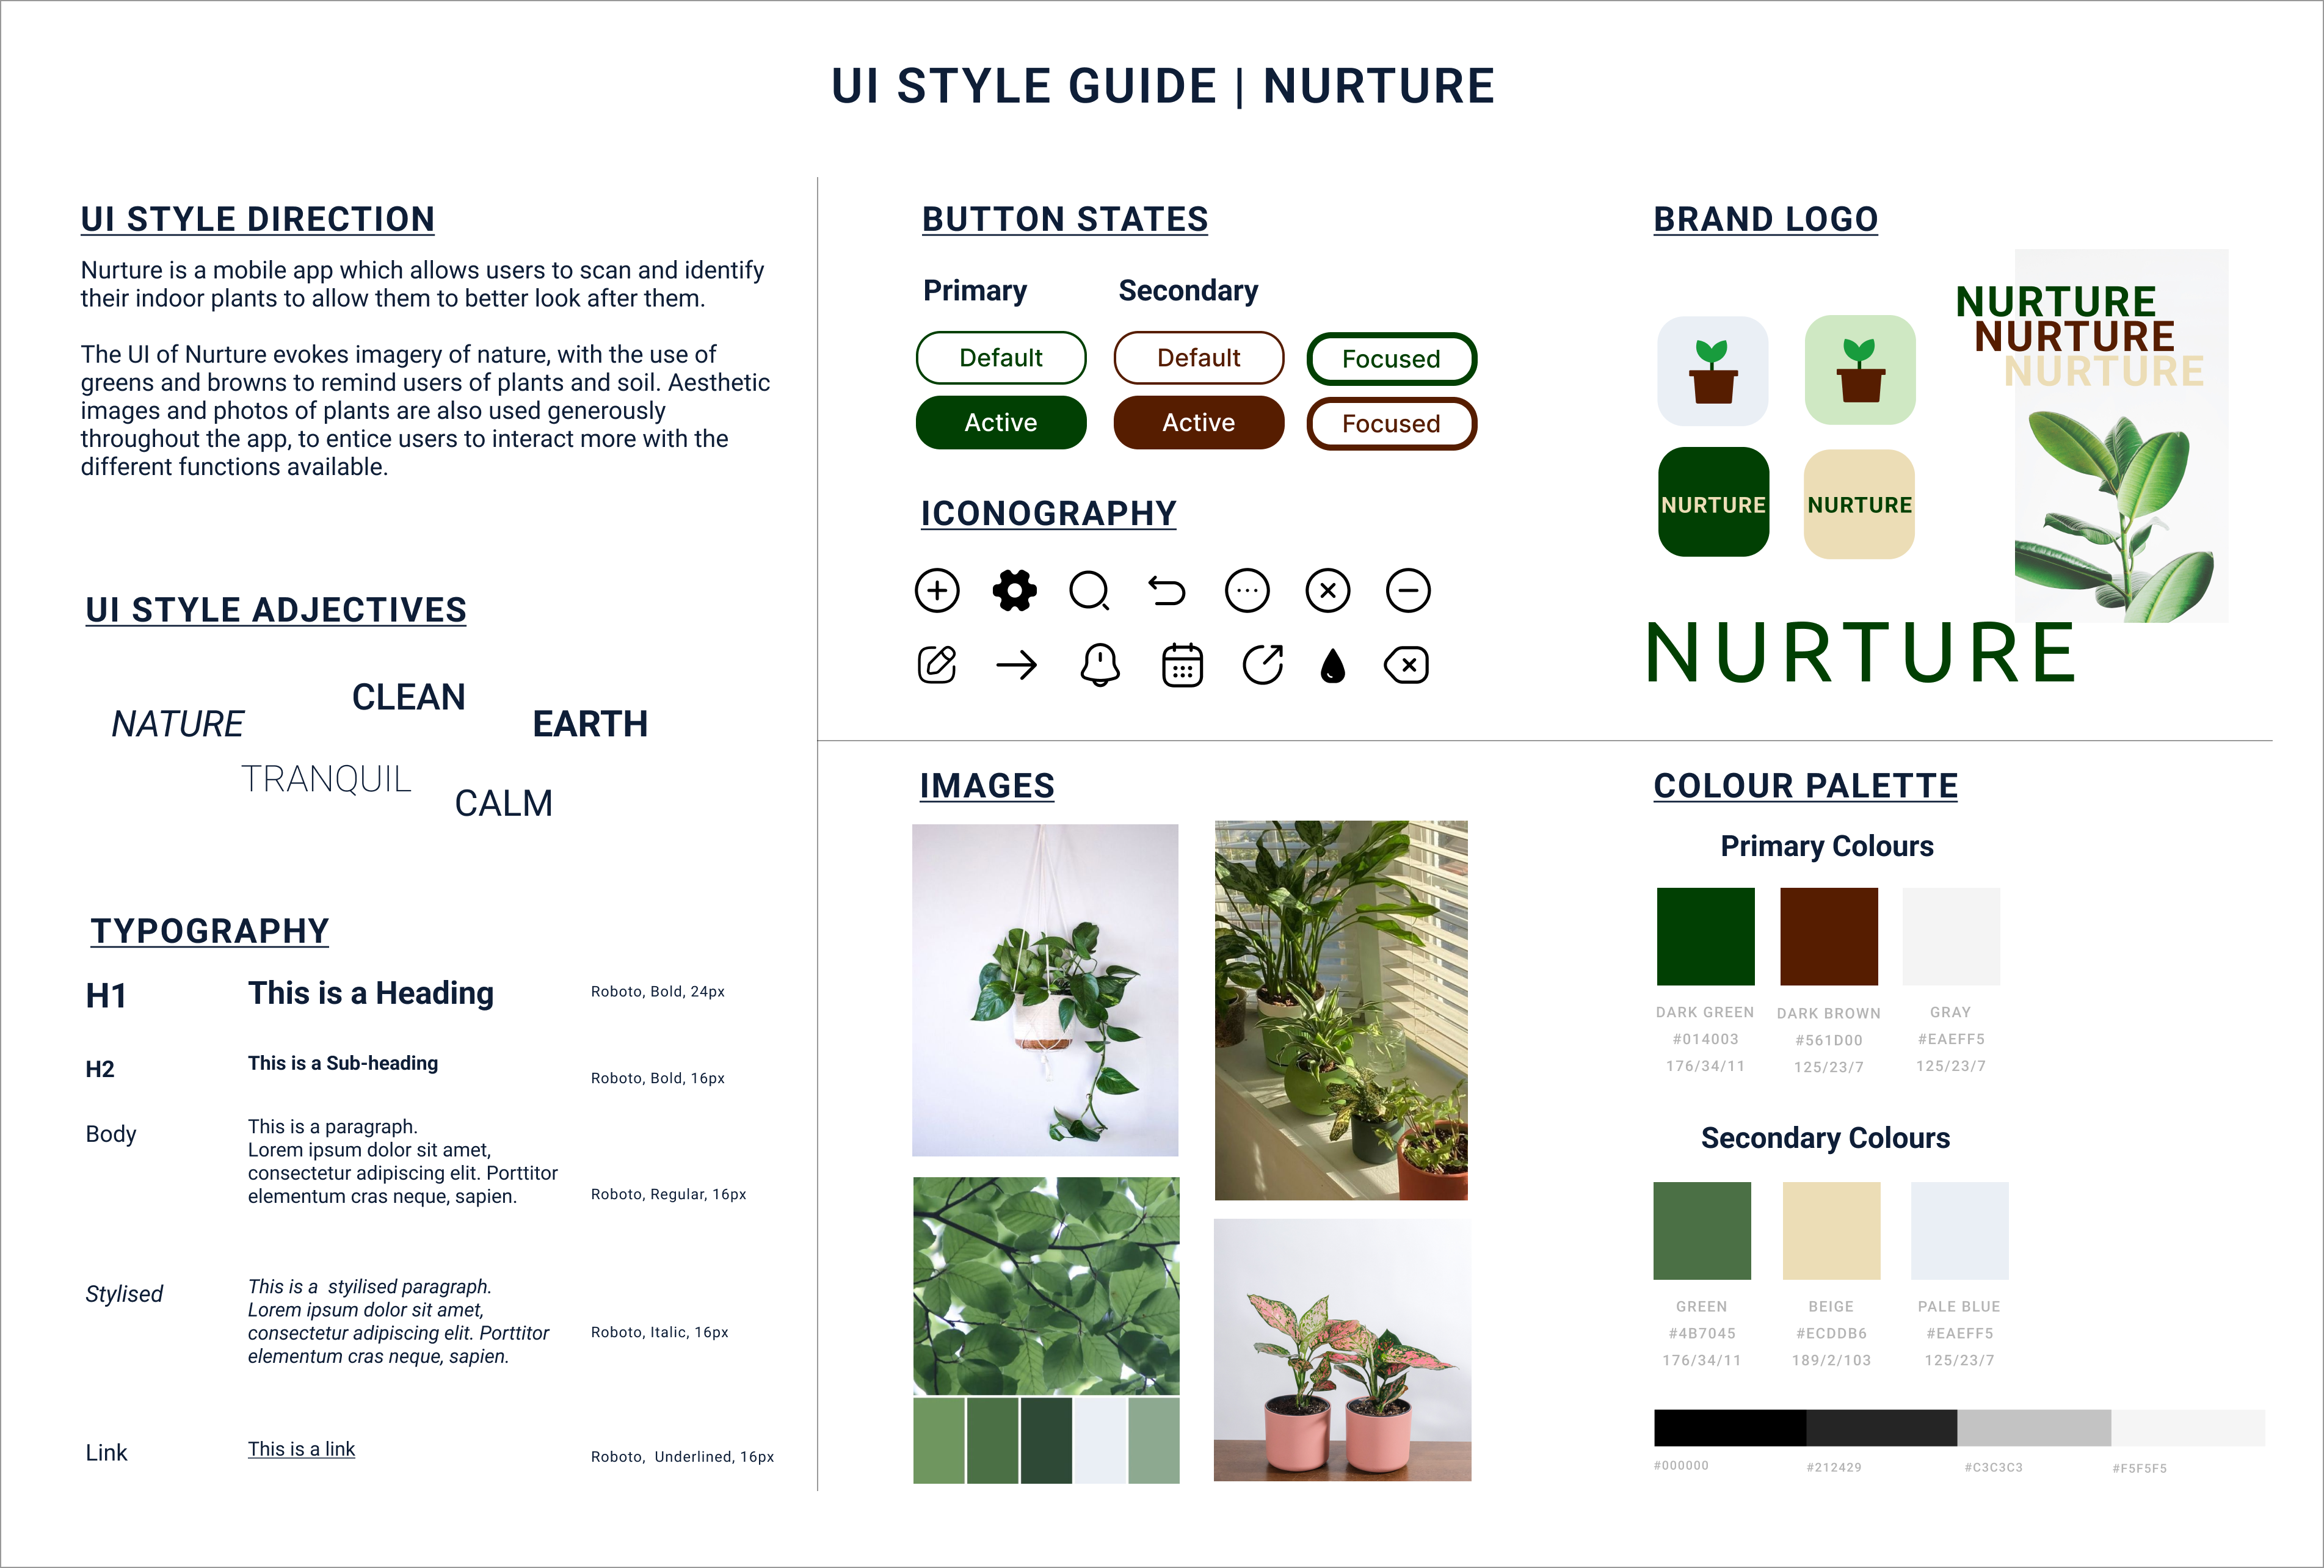 UI STYLE GUIDE | NURTURE
UI STYLE DIRECTION
Nurture is a mobile app which allows users to scan and identify
their indoor plants to allow them to better look after them.
The UI of Nurture evokes imagery of nature, with the use of
greens and browns to remind users of plants and soil. Aesthetic
images and photos of plants are also used generously
throughout the app, to entice users to interact more with the
different functions available.
UI STYLE ADJECTIVES
CLEAN
NATURE
EARTH
TRANQUIL
CALM
TYPOGRAPHY
H1
This is a Heading
Roboto, Bold, 24px
H2
This is a Sub-heading
Roboto, Bold, 16px
Body
This is a paragraph.
Lorem ipsum dolor sit amet,
consectetur adipiscing elit. Porttitor
elementum cras neque, sapien.
Roboto, Regular, 16px
Stylised
This is a  styilised paragraph.
Lorem ipsum dolor sit amet,
consectetur adipiscing elit. Porttitor
elementum cras neque, sapien.
Roboto, Italic, 16px
Link
This is a link
Roboto,  Underlined, 16px
BUTTON STATES
Primary
Secondary
Default
Default
Focused
Active
Active
Focused
ICONOGRAPHY
BRAND LOGO
NURTURE
NURTURE
NURTURE
NURTURE
NURTURE
NURTURE
IMAGES
COLOUR PALETTE
Primary Colours
DARK GREEN
#014003
176/34/11
DARK BROWN
#561D00
125/23/7
GRAY
#EAEFF5
125/23/7
Secondary Colours
GREEN
#4B7045
176/34/11
BEIGE
#ECDDB6
189/2/103
PALE BLUE
#EAEFF5
125/23/7
#000000
#212429
#C3C3C3
#F5F5F5